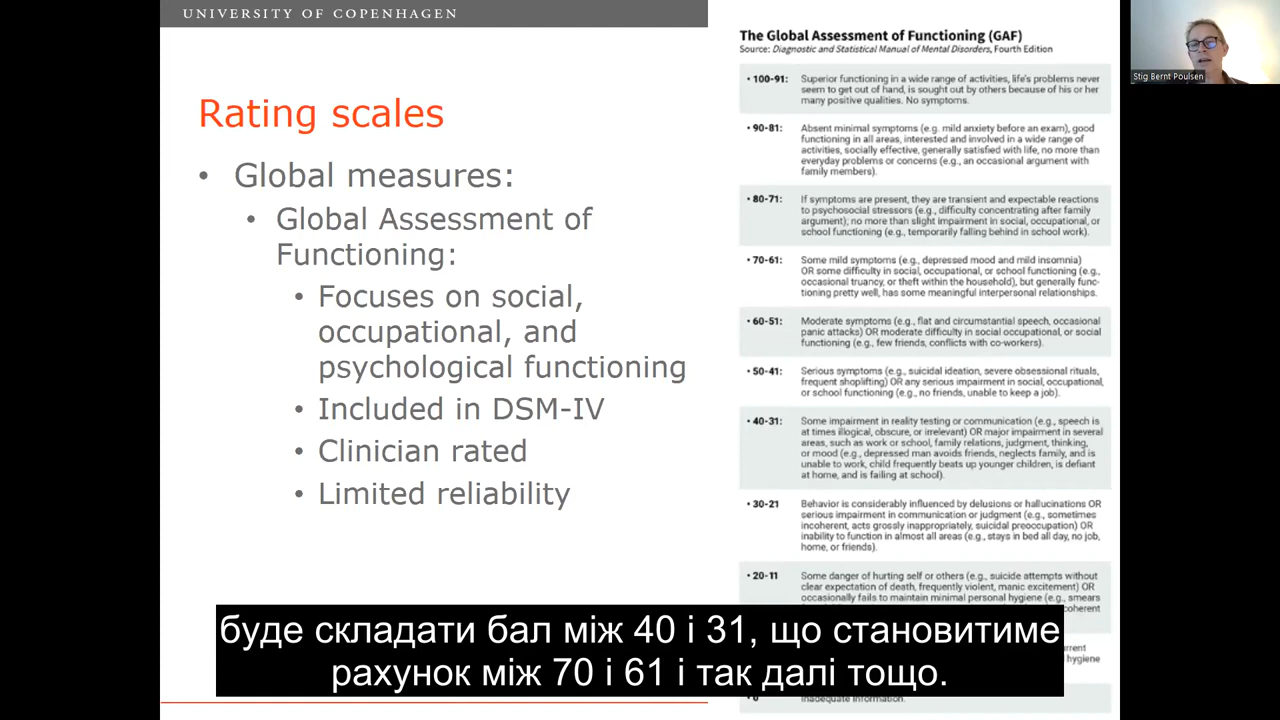 UNIVERSITY OF COPENHAGEN
Rating scales
• Global measures:
• Global Assessment of
Functioning:
• Focuses on social,
occupational, and
psychological functioning
• Included in DSM-IV
• Clinician rated
• Limited reliability
The Global Assessment of Functioning (GAF)
Source: Diagnostic and Statistical Manual of Mental Disorders, Fourth Edition
• 100-91: Superior functioning in a wide range of activities, life's problems never
seem to get out of hand, is sought out by others because of his or her
many positive qualities. No symptoms.
• 90-81: Absent minimal symptoms (e.g. mild anxiety before an exam), good
functioning in all areas, interested and involved in a wide range of
activities, socially effective, generally satisfied with life, no more than
everyday problems or concerns (e.g., an occasional argument with
family members).
• 80-71: If symptoms are present, they are transient and expectable reactions
to psychosocial stressors (e.g., difficulty concentrating after family
argument); no more than slight impairment in social, occupational, or
school functioning (e.g., temporarily falling behind in school work).
• 70-61: Some mild symptoms (e.g., depressed mood and mild insomnia)
OR some difficulty in social, occupational, or school functioning (e.g.,
occasional truancy, or theft within the household), but generally func-
tioning pretty well, has some meaningful interpersonal relationships.
• 60-51: Moderate symptoms (e.g., flat and circumstantial speech, occasional
panic attacks) OR moderate difficulty in social occupational, or social
functioning (e.g., few friends, conflicts with co-workers).
• 50-41: Serious symptoms (e.g., suicidal ideation, severe obsessional rituals,
frequent shoplifting) OR any serious impairment in social, occupational,
or school functioning (e.g., no friends, unable to keep a job).
• 40-31: Some impairment in reality testing or communication (e.g., speech is
at times illogical, obscure, or irrelevant) OR major impairment in several
areas, such as work or school, family relations, judgment, thinking,
or mood (e.g., depressed man avoids friends, neglects family, and is
unable to work, child frequently beats up younger children, is defiant
at home, and is failing at school).
• 30-21 Behavior is considerably influenced by delusions or hallucinations OR
serious impairment in communication or judgment (e.g., sometimes
incoherent, acts grossly inappropriately, suicidal preoccupation) OR
inability to function in almost all areas (e.g., stays in bed all day, no job,
home, or friends).
• 20-11 Some danger of hurting self or others (e.g., suicide attempts without
clear expectation of death, frequently violent, manic excitement) OR
occasionally fails to maintain minimal personal hygiene (e.g., smears
hygiene
Inadequate information.
Stig Bernt Poulsen
буде складати бал між 40 і 31, що становитиме
рахунок між 70 і 61 і так далі тощо.